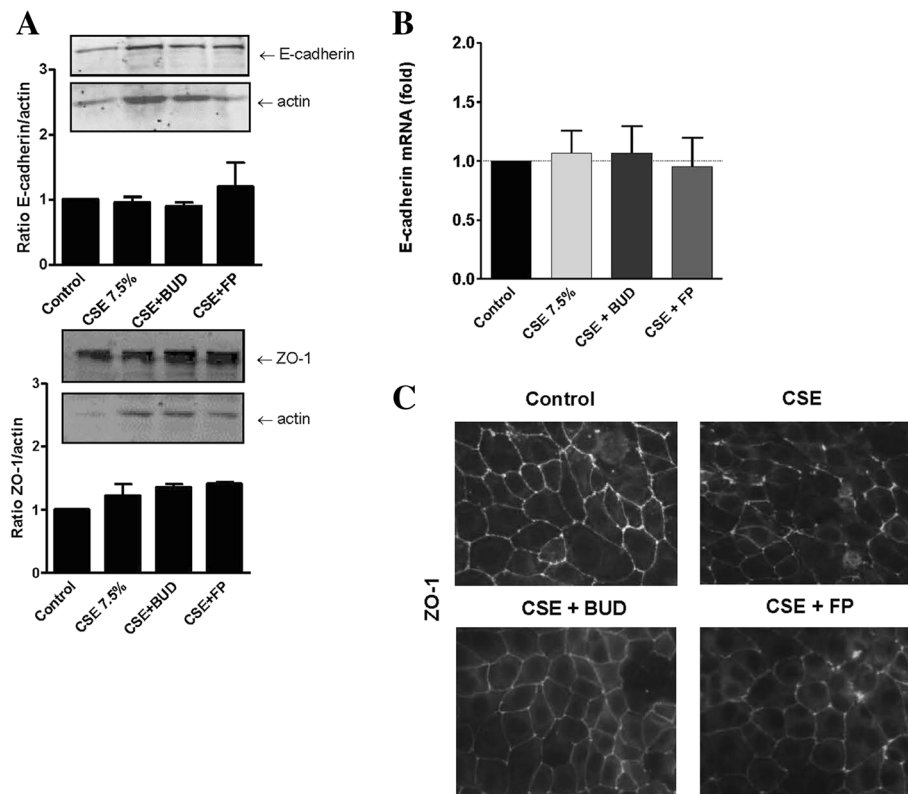 A
← E-cadherin
← actin
Ratio E-cadherin/actin
3
2
1
0
Control
CSE 7.5%
CSE+BUD
CSE+FP
← ZO-1
← actin
Ratio ZO-1/actin
3
2
1
0
Control
CSE 7.5%
CSE+BUD
CSE+FP
B
E-cadherin mRNA (fold)
2.0
1.5
1.0
0.5
0.0
Control
CSE 7.5%
CSE + BUD
CSE + FP
C
Control
CSE
ZO-1
CSE + BUD
CSE + FP